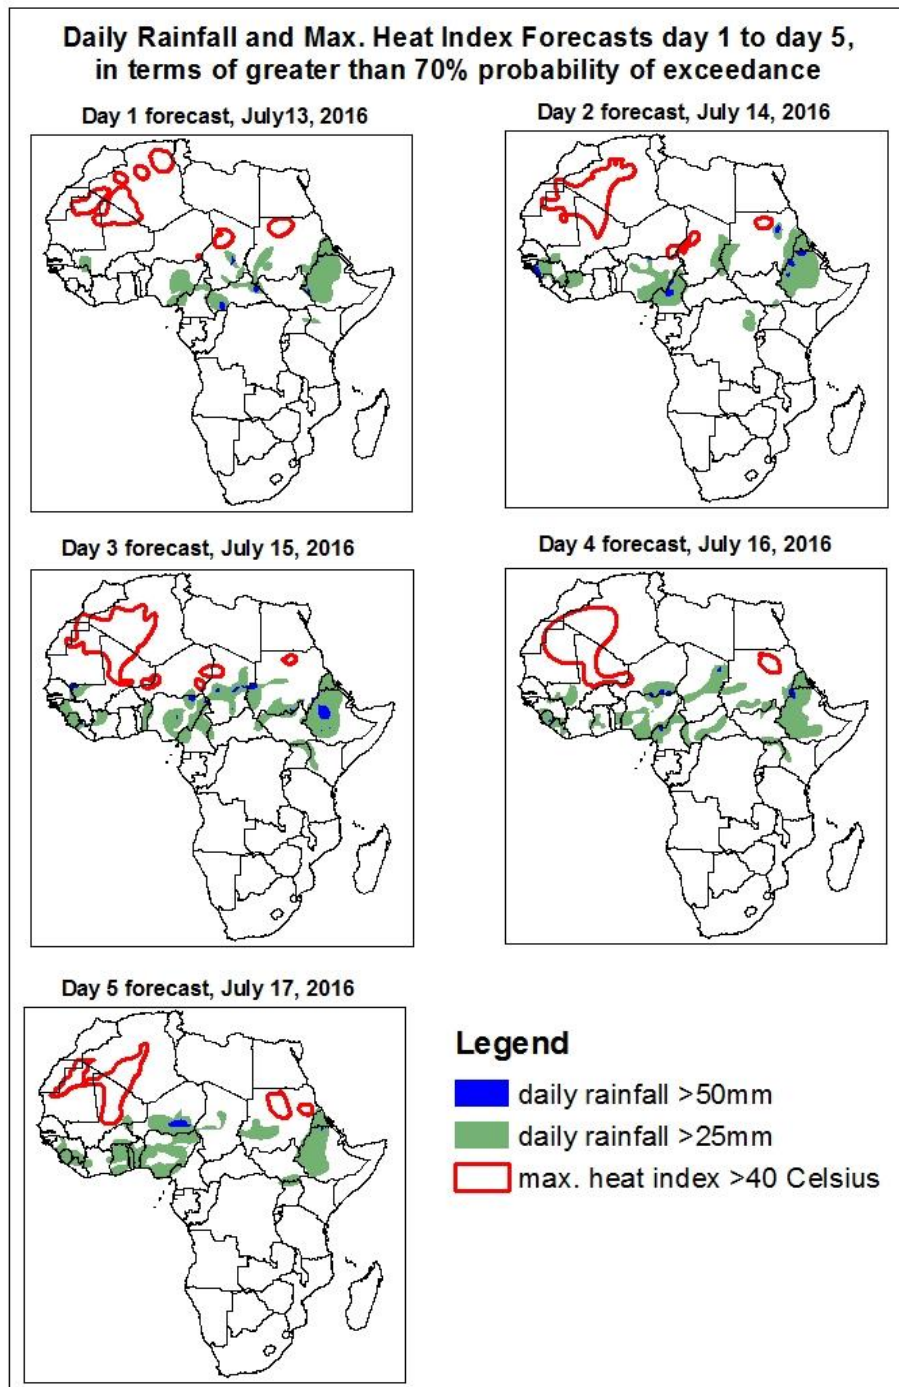 Daily Rainfall and Max. Heat Index Forecasts day 1 to day 5,
in terms of greater than 70% probability of exceedance
Day 1 forecast, July13, 2016
Day 2 forecast, July 14, 2016
Day 3 forecast, July 15, 2016
Day 4 forecast, July 16, 2016
Day 5 forecast, July 17, 2016
Legend
daily rainfall >50mm
daily rainfall >25mm
max. heat index >40 Celsius